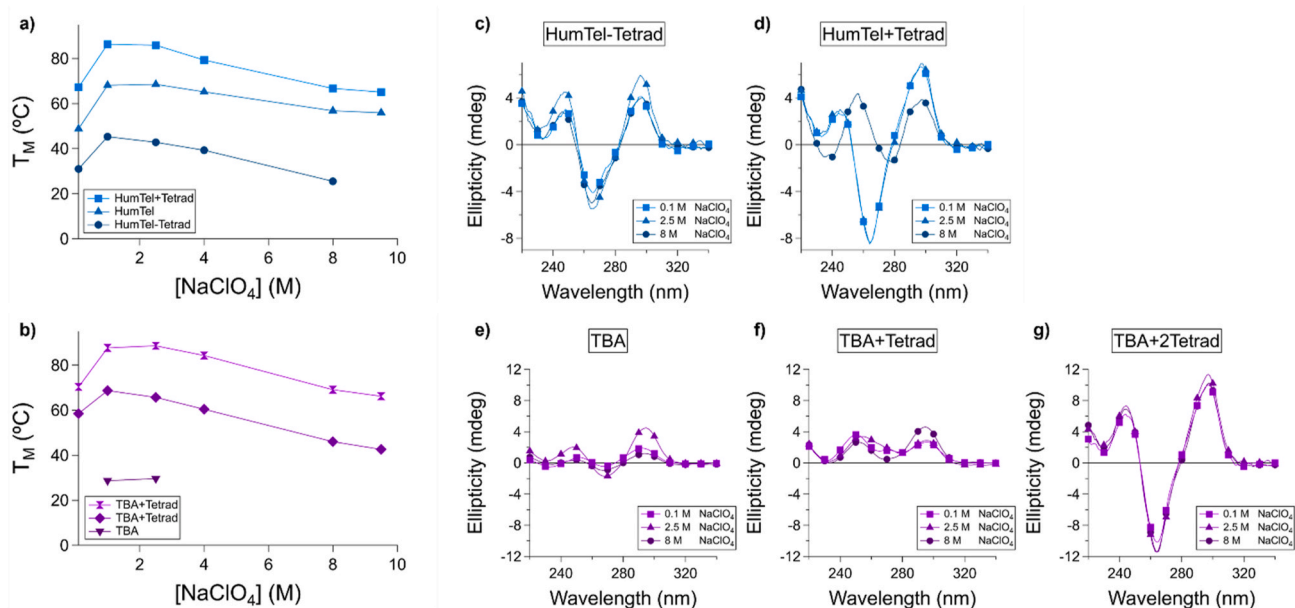 a)
80
60
40
20
0
T_M (ºC)
HumTel+Tetrad
HumTel
HumTel-Tetrad
2 4 6 8 10
[NaClO4] (M)
c)
HumTel-Tetrad
4
0
-4
-8
Ellipticity (mdeg)
0.1 M NaClO4
2.5 M NaClO4
8 M NaClO4
240 280 320
Wavelength (nm)
d)
HumTel+Tetrad
4
0
-4
-8
Ellipticity (mdeg)
0.1 M NaClO4
2.5 M NaClO4
8 M NaClO4
240 280 320
Wavelength (nm)
b)
80
60
40
20
0
T_M (ºC)
TBA+Tetrad
TBA+Tetrad
TBA
2 4 6 8 10
[NaClO4] (M)
e)
TBA
12
8
4
0
-4
-8
-12
Ellipticity (mdeg)
0.1 M NaClO4
2.5 M NaClO4
8 M NaClO4
240 280 320
Wavelength (nm)
f)
TBA+Tetrad
12
8
4
0
-4
-8
-12
Ellipticity (mdeg)
0.1 M NaClO4
2.5 M NaClO4
8 M NaClO4
240 280 320
Wavelength (nm)
g)
TBA+2Tetrad
12
8
4
0
-4
-8
-12
Ellipticity (mdeg)
0.1 M NaClO4
2.5 M NaClO4
8 M NaClO4
240 280 320
Wavelength (nm)